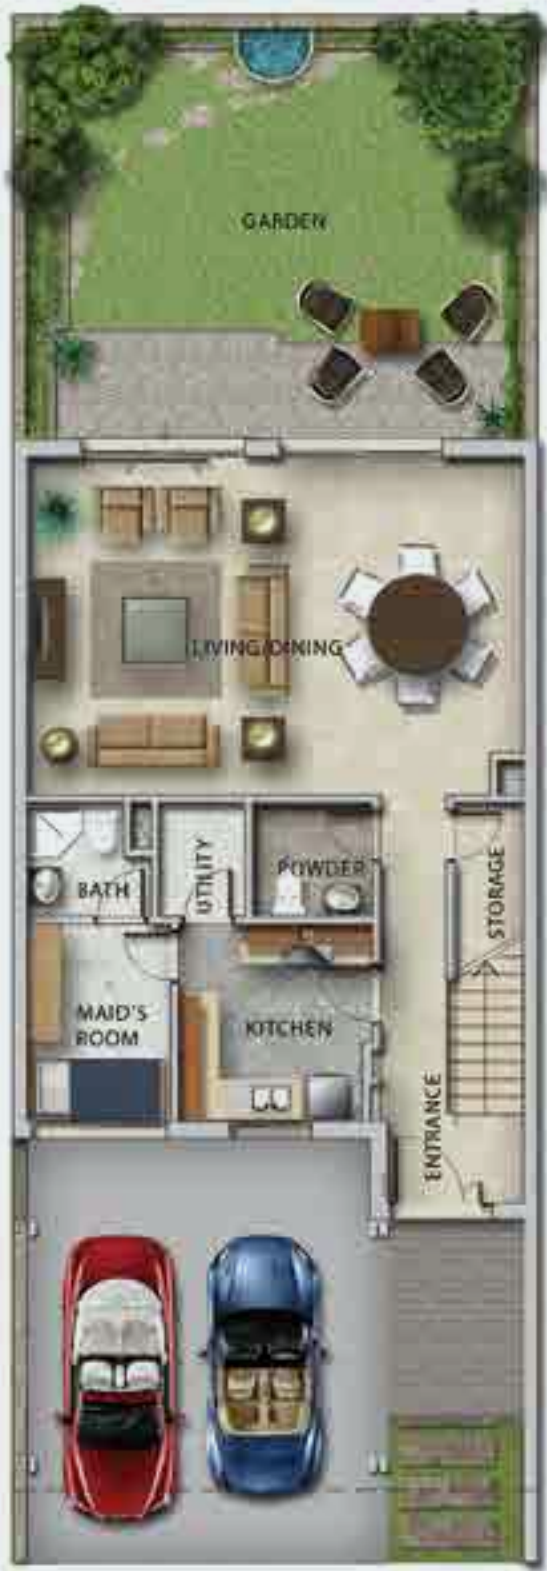 GARDEN
LIVING/DINING
POWDER
BATH
UTILITY
STORAGE
MAID'S
ROOM
KITCHEN
ENTRANCE